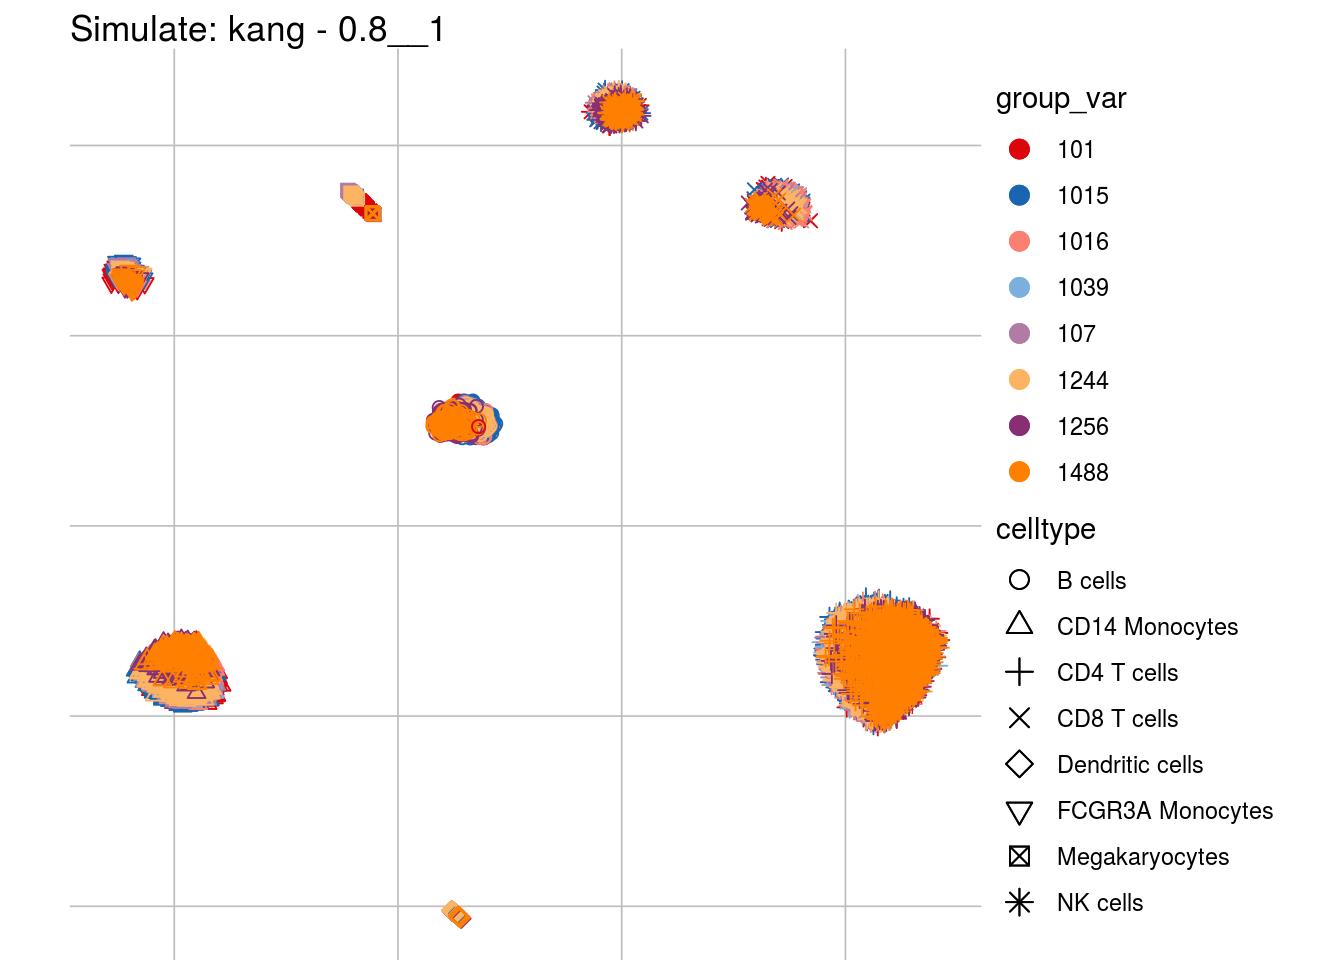 Simulate: kang - 0.8__1
group_var
101
1015
1016
1039
107
1244
1256
1488
celltype
B cells
CD14 Monocytes
CD4 T cells
CD8 T cells
Dendritic cells
FCGR3A Monocytes
Megakaryocytes
NK cells